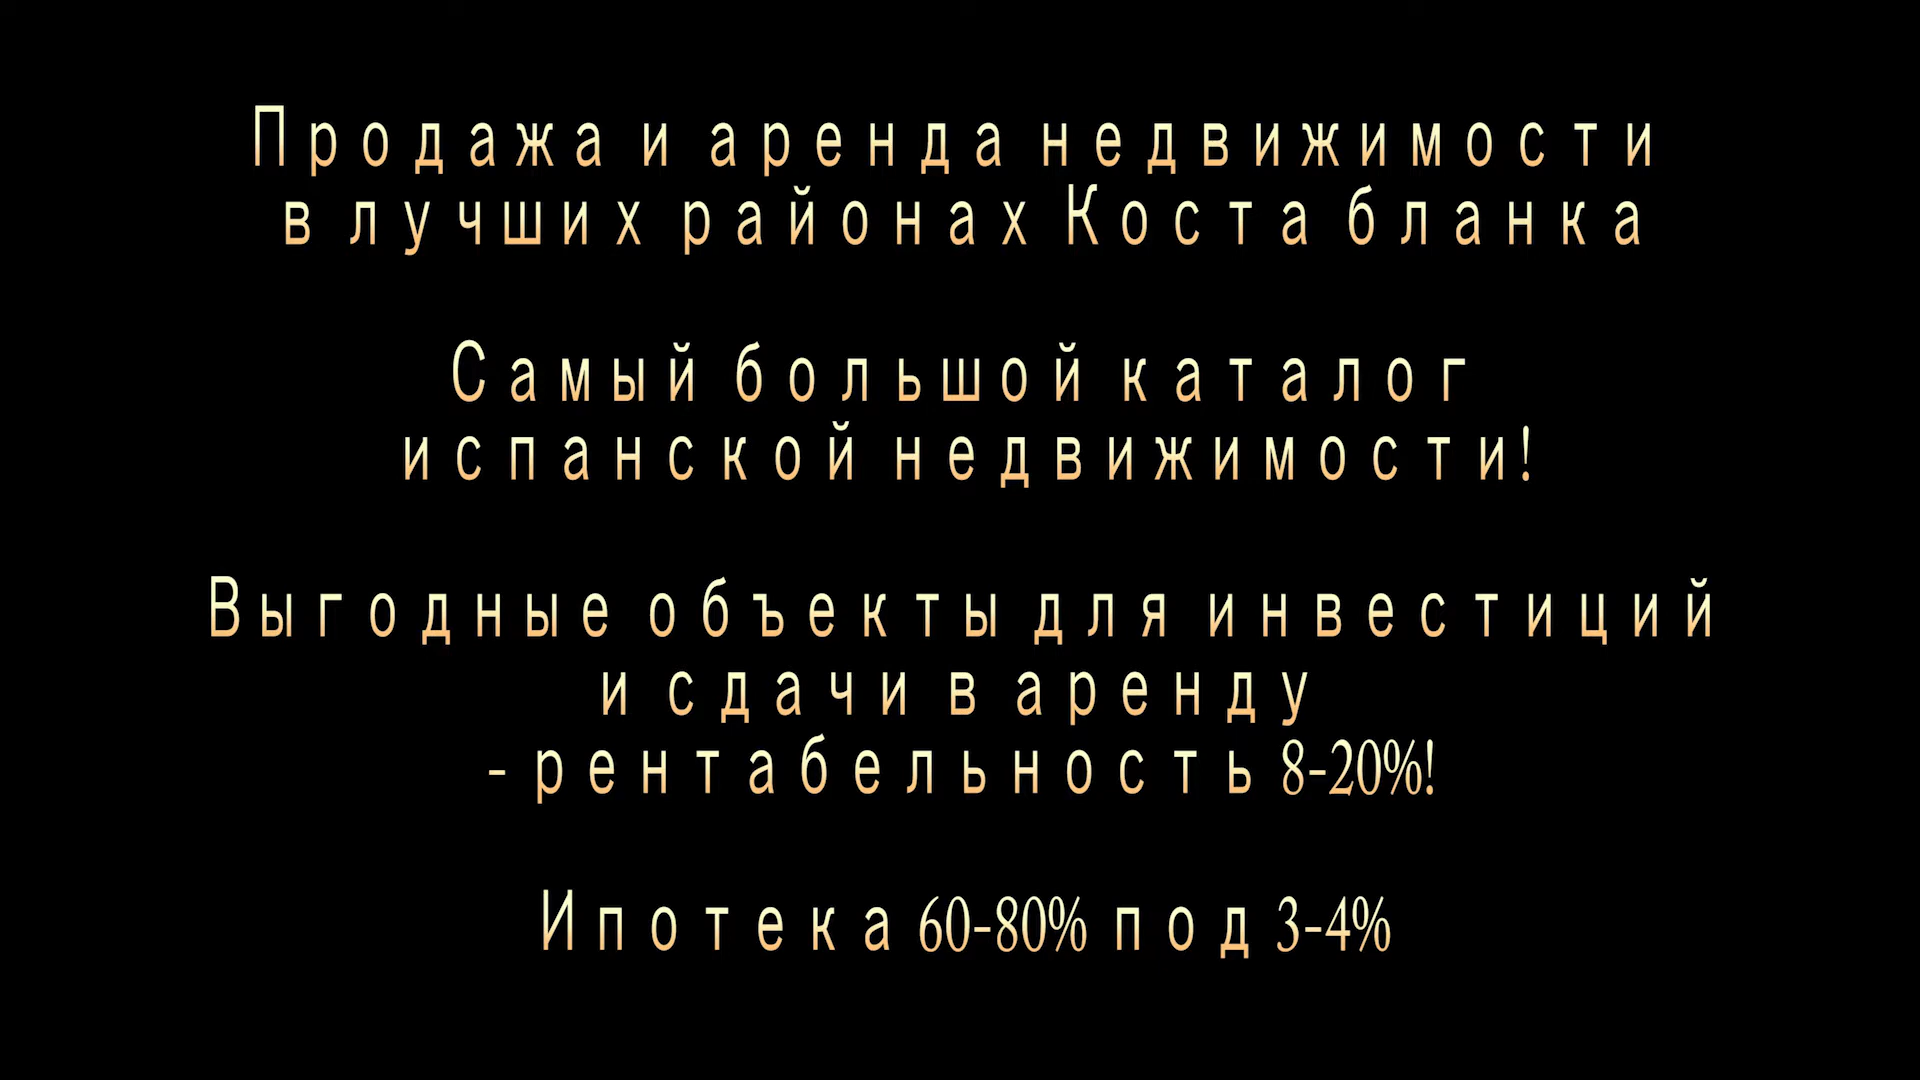 Продажа и аренда недвижимости
в лучших районах Коста бланка
Самый большой каталог
испанской недвижимости!
Выгодные объекты для инвестиций
и сдачи в аренду
- рентабельность 8-20%!
Ипотека 60-80% под 3-4%